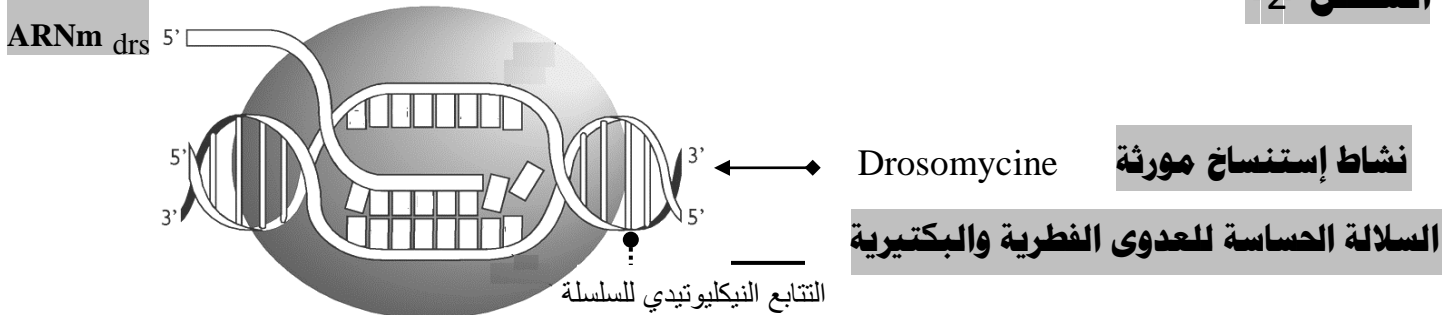 2
ARNm drs 5'
5' 3'
Drosomycine نشاط إستنساخ مورثة
3' 5'
السلالة الحساسة للعدوى الفطرية والبكتيرية
التتابع النيكليوتيدي للسلسلة